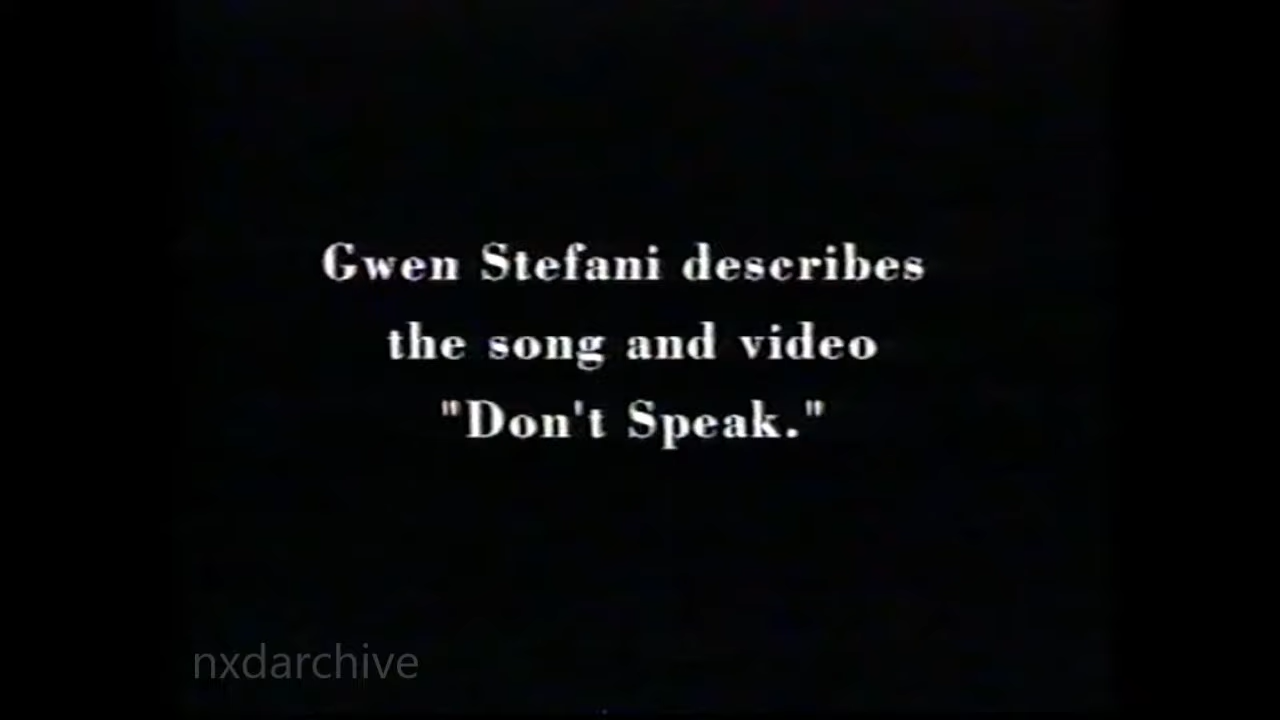 Gwen Stefani describes
the song and video
"Don't Speak."
nxdarchive